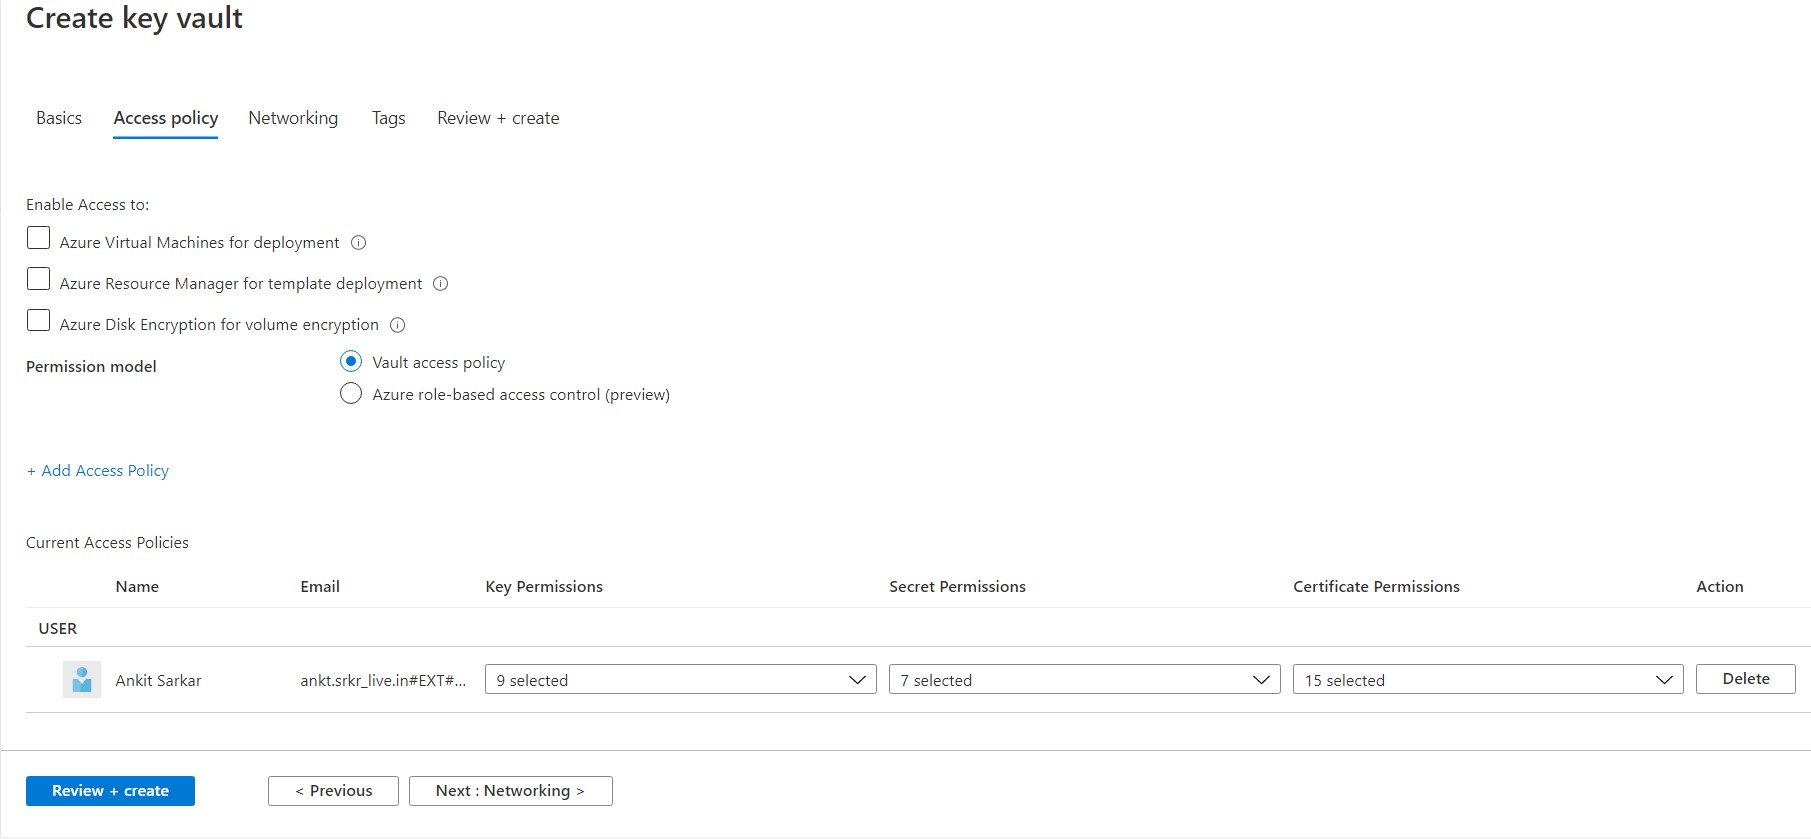 Create key vault
Basics Access policy Networking Tags Review + create
Enable Access to:
Azure Virtual Machines for deployment
Azure Resource Manager for template deployment
Azure Disk Encryption for volume encryption
Permission model
Vault access policy
Azure role-based access control (preview)
+ Add Access Policy
Current Access Policies
Name Email Key Permissions Secret Permissions Certificate Permissions Action
USER
Ankit Sarkar ankt.srkr_live.in#EXT#... 9 selected 7 selected 15 selected Delete
Review + create < Previous Next : Networking >